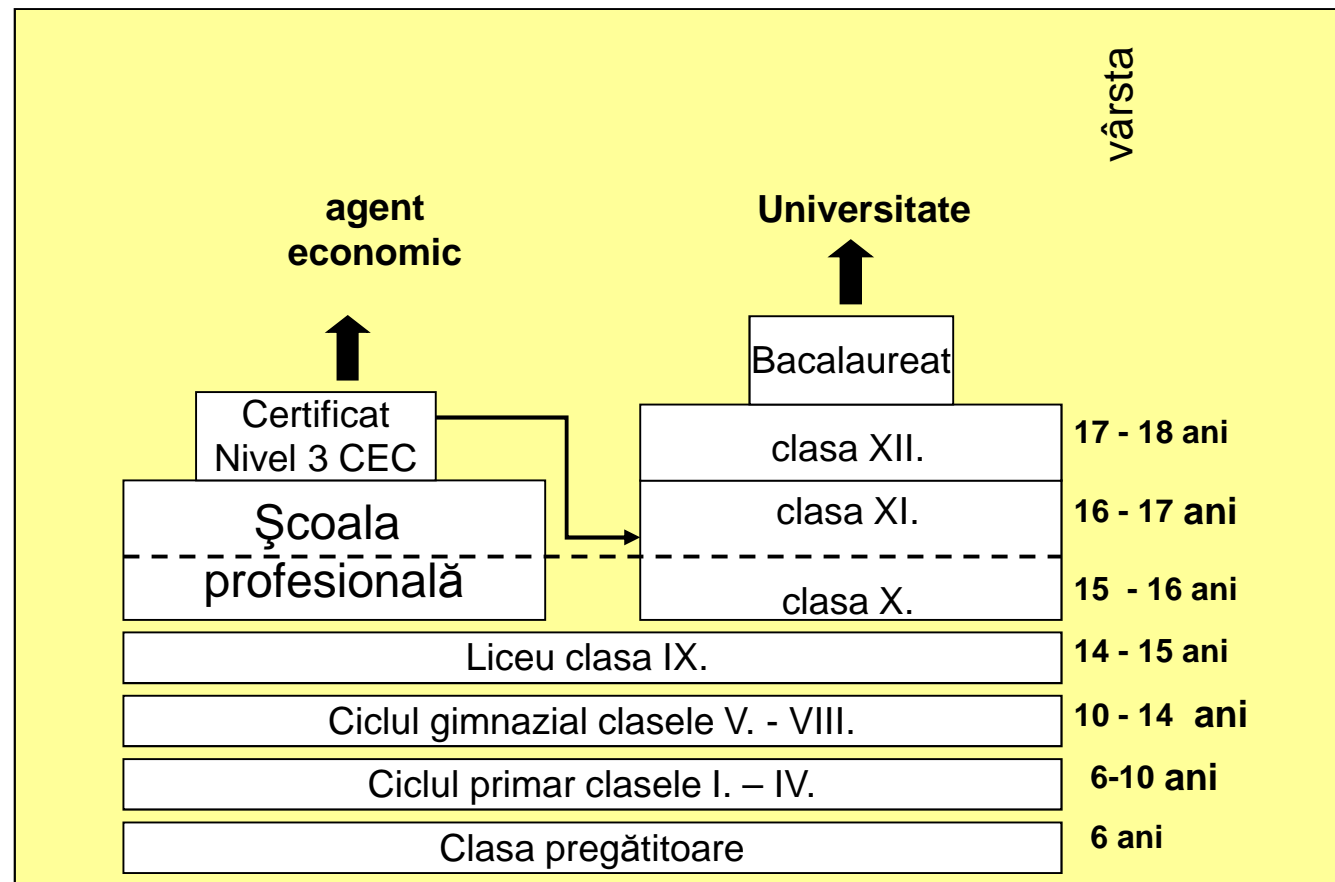 vârsta
agent
economic
Universitate
Bacalaureat
Certificat
Nivel 3 CEC
clasa XII.
17 - 18 ani
Şcoala
profesională
clasa XI.
16 - 17 ani
clasa X.
15 - 16 ani
Liceu clasa IX.
14 - 15 ani
Ciclul gimnazial clasele V. - VIII.
10 - 14 ani
Ciclul primar clasele I. – IV.
6-10 ani
Clasa pregătitoare
6 ani